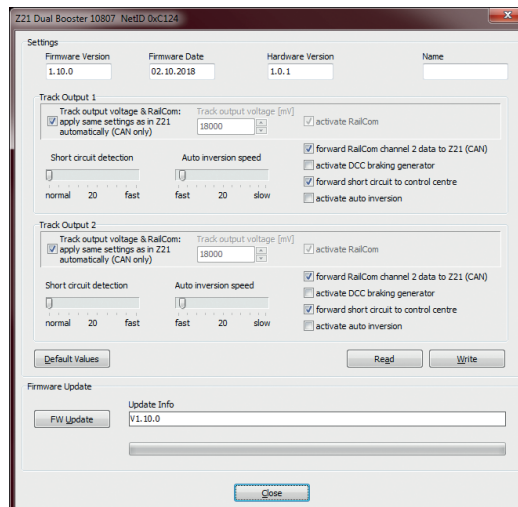 Z21 Dual Booster 10807 NetID 0xC124
Settings
Firmware Version Firmware Date Hardware Version Name
1.10.0 02.10.2018 1.0.1
Track Output 1
Track output voltage & RailCom: Track output voltage [mV]
apply same settings as in Z21 18000 activate RailCom
automatically (CAN only)
Short circuit detection Auto inversion speed
forward RailCom channel 2 data to Z21 (CAN)
activate DCC braking generator
forward short circuit to control centre
normal 20 fast fast 20 slow
activate auto inversion
Track Output 2
Track output voltage & RailCom: Track output voltage [mV]
apply same settings as in Z21 18000 activate RailCom
automatically (CAN only)
Short circuit detection Auto inversion speed
forward RailCom channel 2 data to Z21 (CAN)
activate DCC braking generator
forward short circuit to control centre
normal 20 fast fast 20 slow
activate auto inversion
Default Values Read Write
Firmware Update
Update Info
FW Update V1.10.0
Close